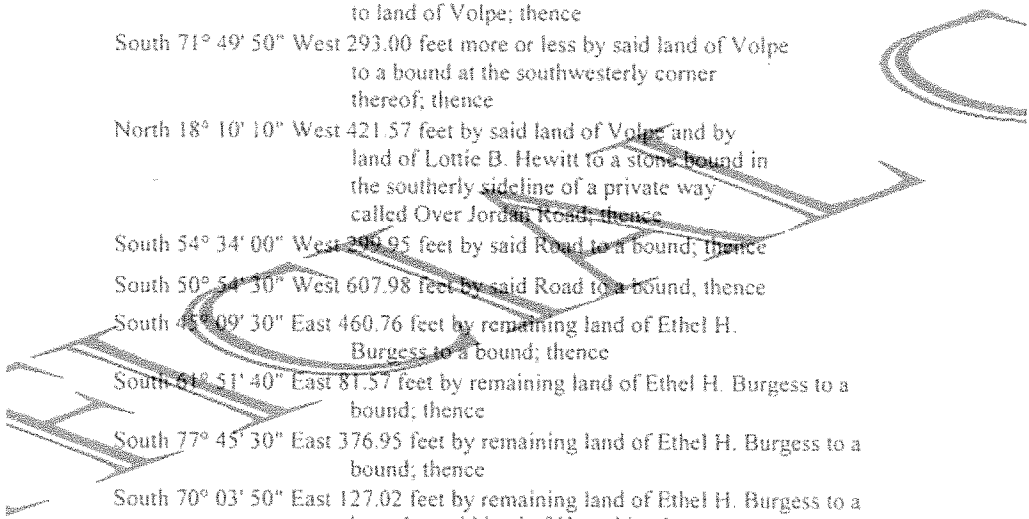 to land of Volpe; thence
South 71° 49' 50" West 293.00 feet more or less by said land of Volpe
to a bound at the southwesterly corner
thereof; thence
North 18° 10' 10" West 421.57 feet by said land of Volpe and by
land of Lottie B. Hewitt to a stone bound in
the southerly sideline of a private way
called Over Jordan Road; thence
South 54° 34' 00" West 299.95 feet by said Road to a bound; thence
South 50° 54' 30" West 607.98 feet by said Road to a bound, thence
South 45° 09' 30" East 460.76 feet by remaining land of Ethel H.
Burgess to a bound; thence
South 61° 51' 40" East 81.57 feet by remaining land of Ethel H. Burgess to a
bound; thence
South 77° 45' 30" East 376.95 feet by remaining land of Ethel H. Burgess to a
bound; thence
South 70° 03' 50" East 127.02 feet by remaining land of Ethel H. Burgess to a